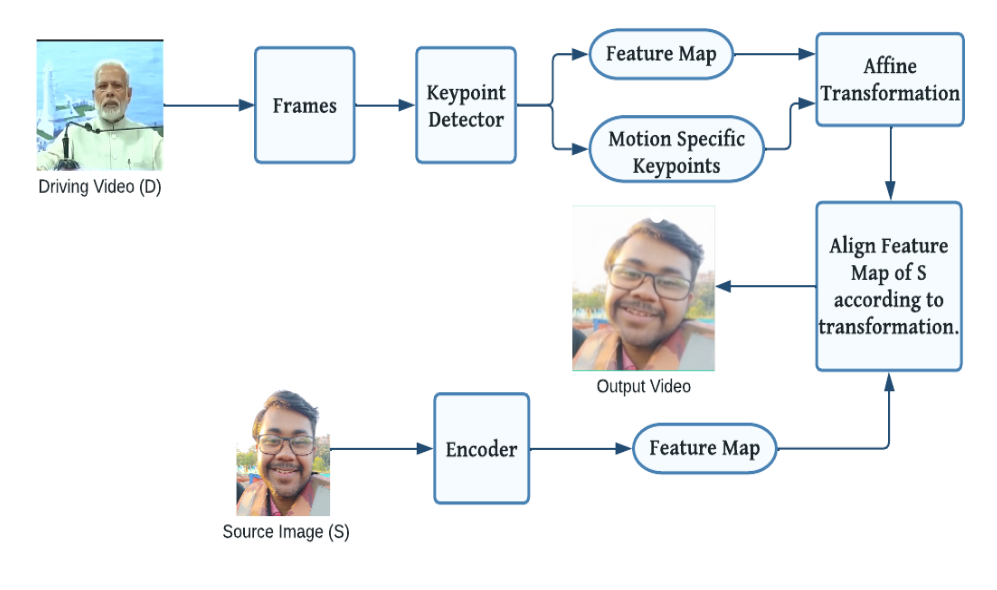 Driving Video (D)
Frames
Keypoint
Detector
Feature Map
Motion Specific
Keypoints
Affine
Transformation
Align Feature
Map of S
according to
transformation.
Output Video
Source Image (S)
Encoder
Feature Map